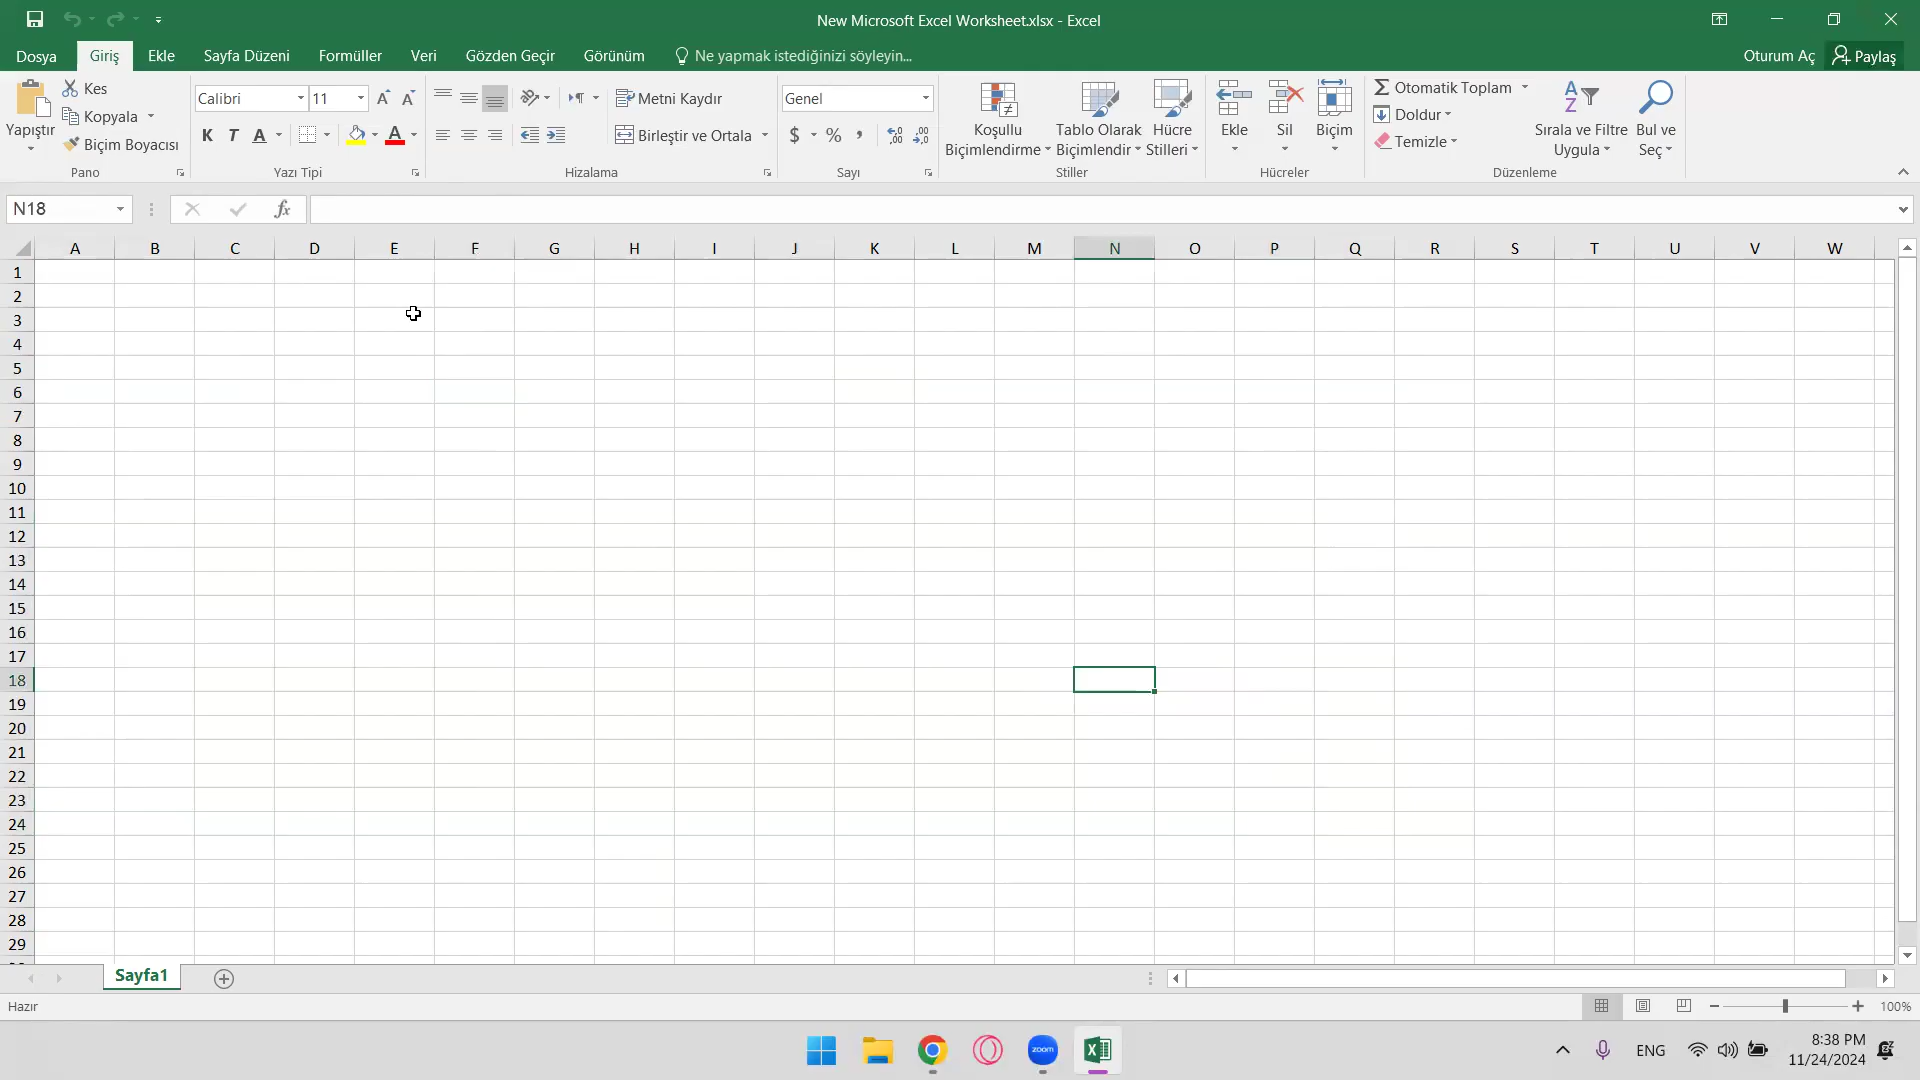 New Microsoft Excel Worksheet.xlsx - Excel
Dosya Giriş Ekle Sayfa Düzeni Formüller Veri Gözden Geçir Görünüm Ne yapmak istediğinizi söyleyin... Oturum Aç Paylaş
Yapıştır
Kes
Kopyala
Biçim Boyacısı
Pano
Calibri 11
K T A A
Yazı Tipi
Metni Kaydır
Birleştir ve Ortala
Hizalama
Genel
$ %
Sayı
Koşullu
Biçimlendirme
Tablo Olarak
Biçimlendir
Hücre
Stilleri
Stiller
Ekle
Sil
Biçim
Hücreler
Otomatik Toplam
Doldur
Temizle
Sırala ve Filtre
Uygula
Bul ve
Seç
Düzenleme
N18 fx
A B C D E F G H I J K L M N O P Q R S T U V W
1
2
3
4
5
6
7
8
9
10
11
12
13
14
15
16
17
18
19
20
21
22
23
24
25
26
27
28
29
Sayfa1
Hazır 100%
zoom
ENG
8:38 PM
11/24/2024